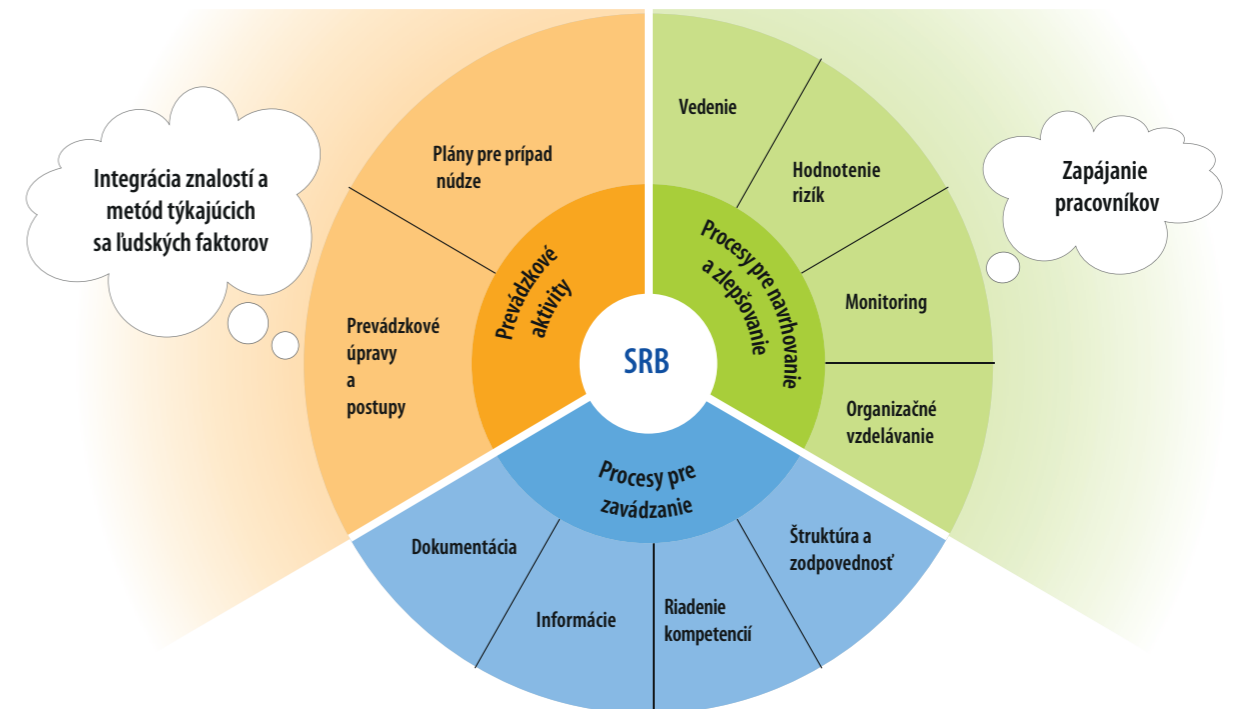 Integrácia znalostí a
metód týkajúcich
sa ľudských faktorov
Plány pre prípad
núdze
Prevádzkové
úpravy
a
postupy
Prevádzkové
aktivity
SRB
Vedenie
Hodnotenie
rizík
Monitoring
Organizačné
vzdelávanie
Procesy pre navrhovanie
a zlepšovanie
Zapájanie
pracovníkov
Procesy pre
zavádzanie
Dokumentácia
Informácie
Riadenie
kompetencií
Štruktúra a
zodpovednosť